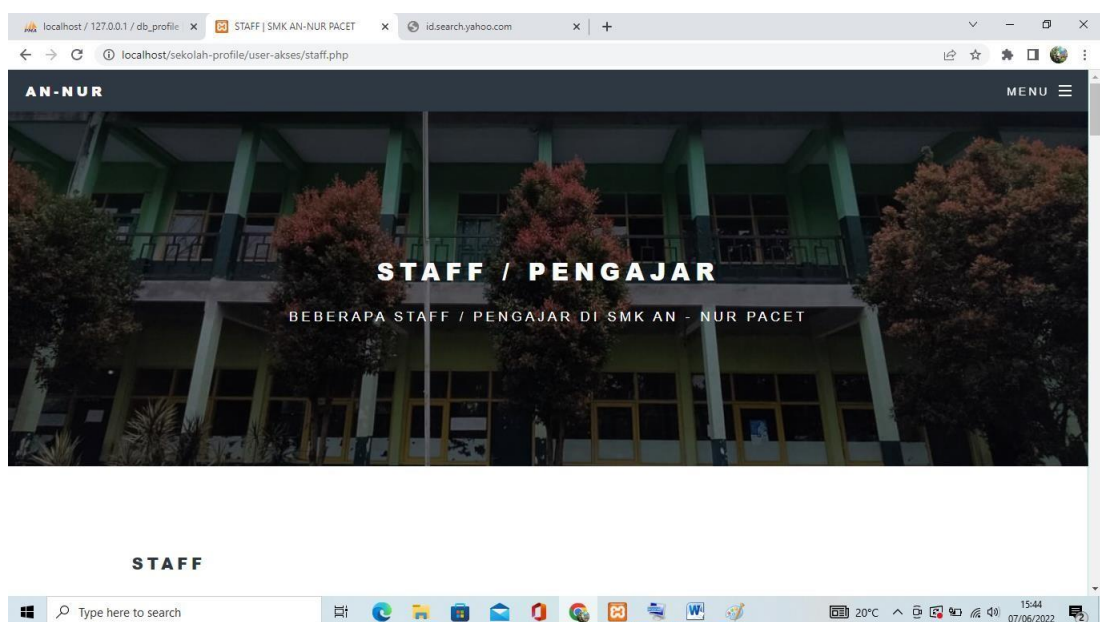 localhost / 127.0.0.1 / db_profile
STAFF | SMK AN-NUR PACET
id.search.yahoo.com
localhost/sekolah-profile/user-akses/staff.php
AN-NUR
MENU
STAFF / PENGAJAR
BEBERAPA STAFF / PENGAJAR DI SMK AN - NUR PACET
STAFF
Type here to search
20°C
15:44
07/06/2022